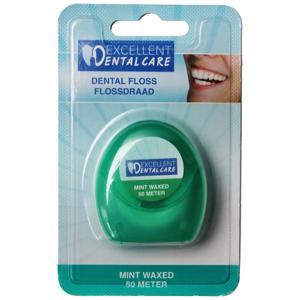 EXCELLENT
DENTAL CARE
DENTAL FLOSS
FLOSSDRAAD
EXCELLENT
DENTAL CARE
MINT WAXED
50 METER
MINT WAXED
50 METER